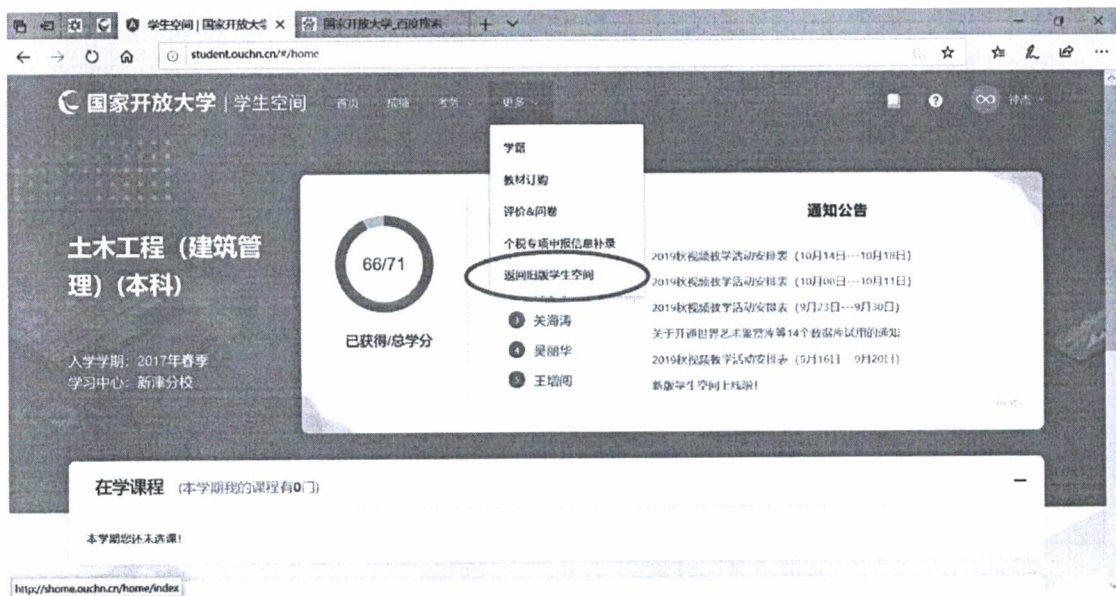 学生空间 | 国家开放大学
国家开放大学_百度搜索
student.ouchn.cn/#/home
国家开放大学 | 学生空间 首页 成绩 考务 更多
学籍
教材订购
评价&问卷
个税专项申报信息补录
返回旧版学生空间
土木工程（建筑管
理）(本科)
入学学期：2017年春季
学习中心：新津分校
66/71
已获得/总学分
3 关海涛
4 吴丽华
5 王增闯
通知公告
2019秋视频教学活动安排表（10月14日---10月18日）
2019秋视频教学活动安排表（10月08日---10月11日）
2019秋视频教学活动安排表（9月23日---9月30日）
关于开通世界艺术鉴赏库等14个数据库试用的通知
2019秋视频教学活动安排表（9月16日---9月20日）
新版学生空间上线啦!
在学课程 (本学期我的课程有0门)
本学期您还未选课!
http://shome.ouchn.cn/home/index